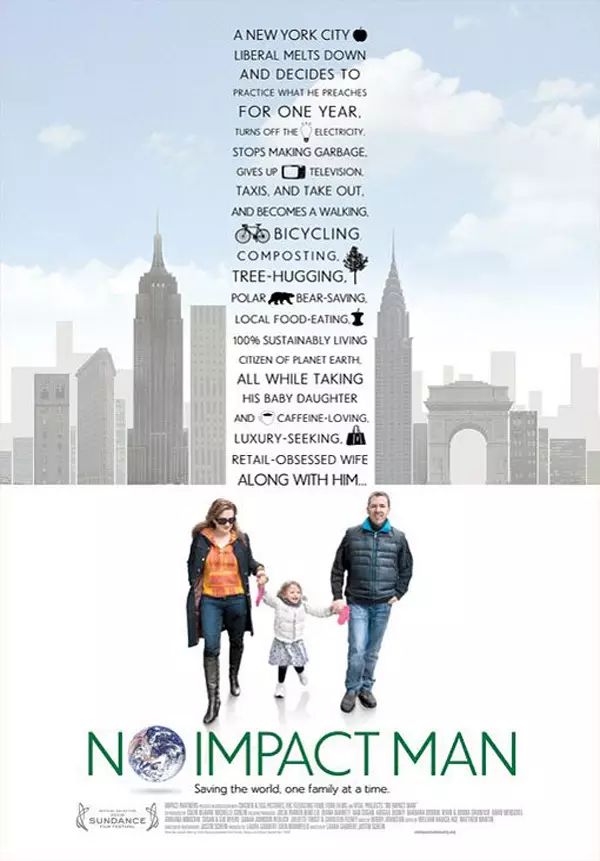 A NEW YORK CITY
LIBERAL MELTS DOWN
AND DECIDES TO
PRACTICE WHAT HE PREACHES
FOR ONE YEAR,
TURNS OFF THE ELECTRICITY,
STOPS MAKING GARBAGE,
GIVES UP TELEVISION,
TAXIS, AND TAKE OUT,
AND BECOMES A WALKING,
BICYCLING
COMPOSTING,
TREE-HUGGING,
POLAR BEAR-SAVING,
LOCAL FOOD-EATING,
100% SUSTAINABLY LIVING
CITIZEN OF PLANET EARTH,
ALL WHILE TAKING
HIS BABY DAUGHTER
AND CAFFEINE-LOVING,
LUXURY-SEEKING,
RETAIL-OBSESSED WIFE
ALONG WITH HIM...
NO IMPACT MAN
Saving the world, one family at a time.
SUNDANCE
FILM FESTIVAL